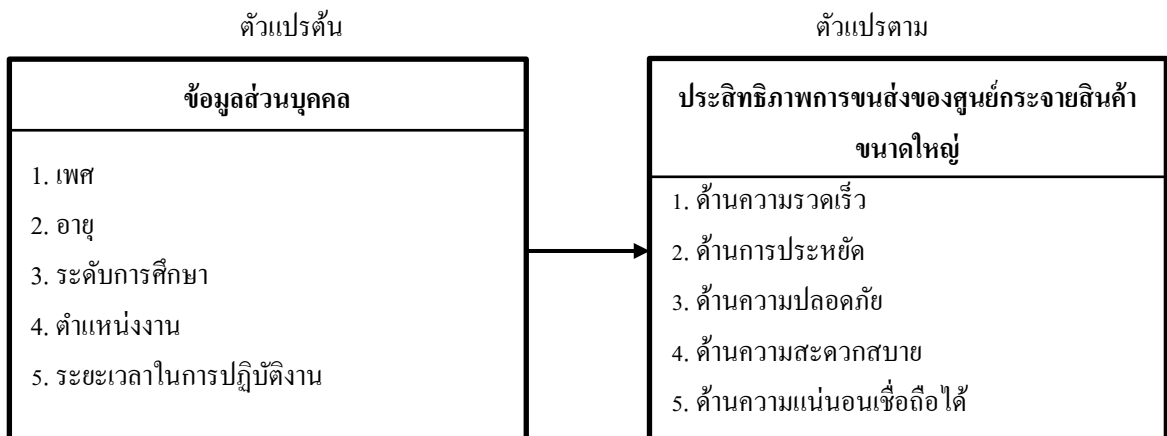 ตัวแปรต้น
ตัวแปรตาม
ข้อมูลส่วนบุคคล
1. เพศ
2. อายุ
3. ระดับการศึกษา
4. ตำแหน่งงาน
5. ระยะเวลาในการปฏิบัติงาน
ประสิทธิภาพการขนส่งของศูนย์กระจายสินค้า
ขนาดใหญ่
1. ด้านความรวดเร็ว
2. ด้านการประหยัด
3. ด้านความปลอดภัย
4. ด้านความสะดวกสบาย
5. ด้านความแน่นอนเชื่อถือได้